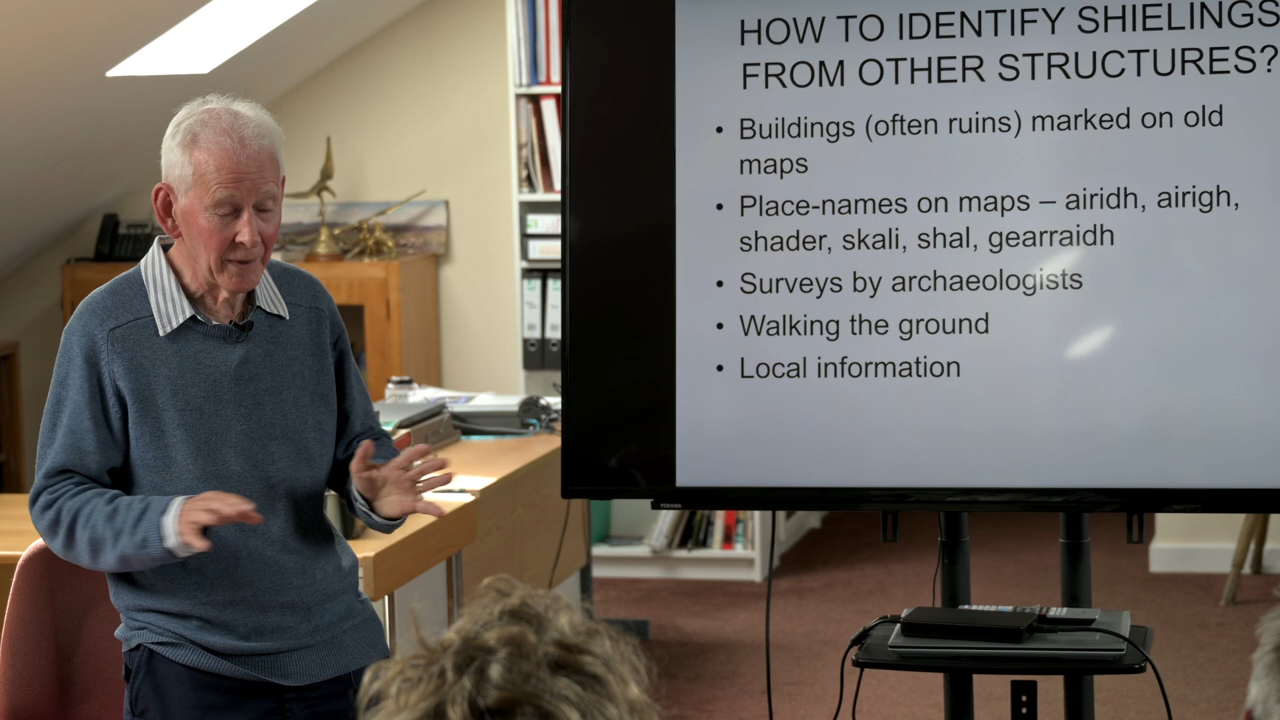 HOW TO IDENTIFY SHIELINGS
FROM OTHER STRUCTURES?
• Buildings (often ruins) marked on old
maps
• Place-names on maps – airidh, airigh,
shader, skali, shal, gearraidh
• Surveys by archaeologists
• Walking the ground
• Local information
TOSHIBA